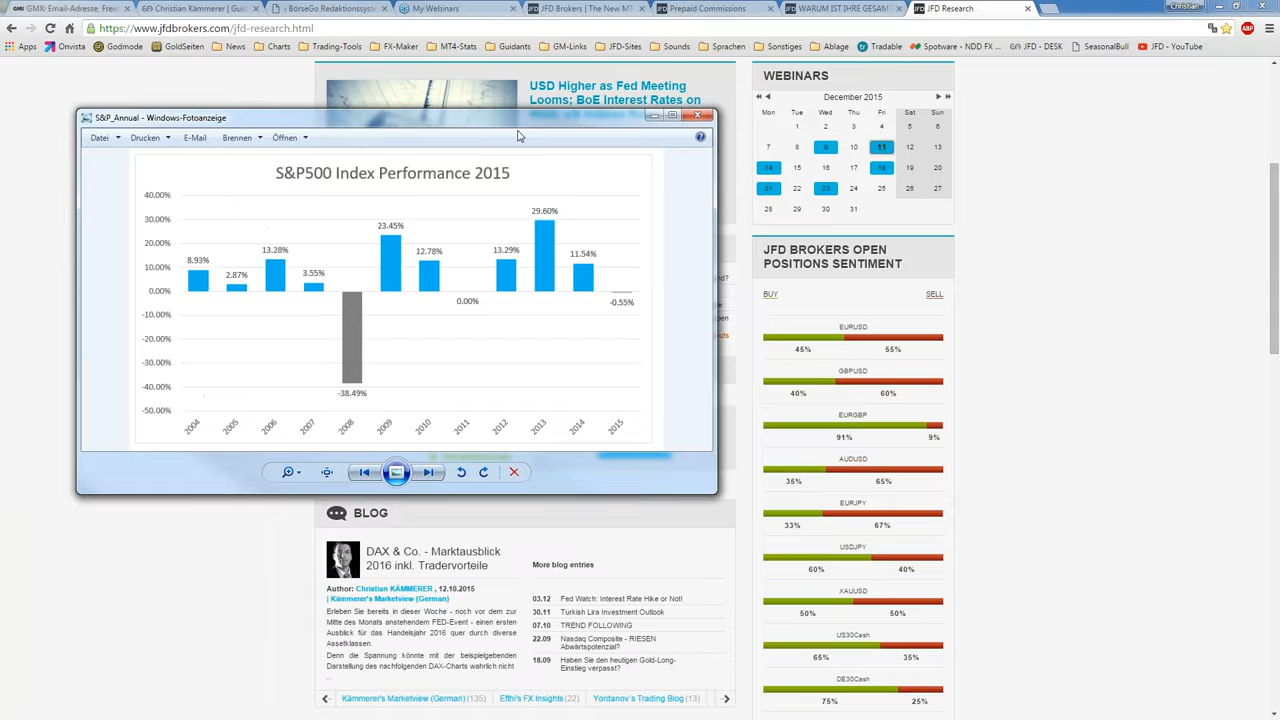 GMX: Email-Adresse, Freem
Christian Kämmerer | Gui
‹ BörseGo Redaktionssyste
My Webinars
JFD Brokers | The New MT
Prepaid Commissions
WARUM IST IHRE GESAMT
JFD Research
Christian
https://www.jfdbrokers.com/jfd-research.html
ABP
Apps
Onvista
Godmode
GoldSeiten
News
Charts
Trading-Tools
FX-Maker
MT4-Stats
Guidants
GM-Links
JFD-Sites
Sounds
Sprachen
Sonstiges
Ablage
Tradable
Spotware - NDD FX ...
JFD - DESK
SeasonalBull
JFD - YouTube
USD Higher as Fed Meeting
Looms; BoE Interest Rates on
S&P_Annual - Windows-Fotoanzeige
Datei
Drucken
E-Mail
Brennen
Öffnen
S&P500 Index Performance 2015
40.00%
30.00%
20.00%
10.00%
0.00%
-10.00%
-20.00%
-30.00%
-40.00%
-50.00%
8.93%
2.87%
13.28%
3.55%
-38.49%
23.45%
12.78%
0.00%
13.29%
29.60%
11.54%
-0.55%
2004
2005
2006
2007
2008
2009
2010
2011
2012
2013
2014
2015
WEBINARS
December 2015
Mon Tue Wed Thu Fri Sat Sun
1 2 3 4 5 6
7 8 9 10 11 12 13
14 15 16 17 18 19 20
21 22 23 24 25 26 27
28 29 30 31
JFD BROKERS OPEN
POSITIONS SENTIMENT
BUY SELL
EURUSD
45% 55%
GBPUSD
40% 60%
EURGBP
91% 9%
AUDUSD
35% 65%
EURJPY
33% 67%
USDJPY
60% 40%
XAUUSD
50% 50%
US30Cash
65% 35%
DE30Cash
75% 25%
BLOG
DAX & Co. - Marktausblick
2016 inkl. Tradervorteile
Author: Christian KÄMMERER , 12.10.2015
| Kämmerer's Marketview (German)
Erleben Sie bereits in dieser Woche - noch vor dem zur
Mitte des Monats anstehendem FED-Event - einen ersten
Ausblick für das Handelsjahr 2016 quer durch diverse
Assetklassen.
Denn die Spannung könnte mit der beispielgebenden
Darstellung des nachfolgenden DAX-Charts wahrlich nicht
...
More blog entries
03.12 Fed Watch: Interest Rate Hike or Not!
30.11 Turkish Lira Investment Outlook
07.10 TREND FOLLOWING
22.09 Nasdaq Composite - RIESEN
Abwärtspotenzial?
18.09 Haben Sie den heutigen Gold-Long-
Einstieg verpasst?
Kämmerer's Marketview (German) (135)
Efthi's FX Insights (22)
Yordanov´s Trading Blog (13)